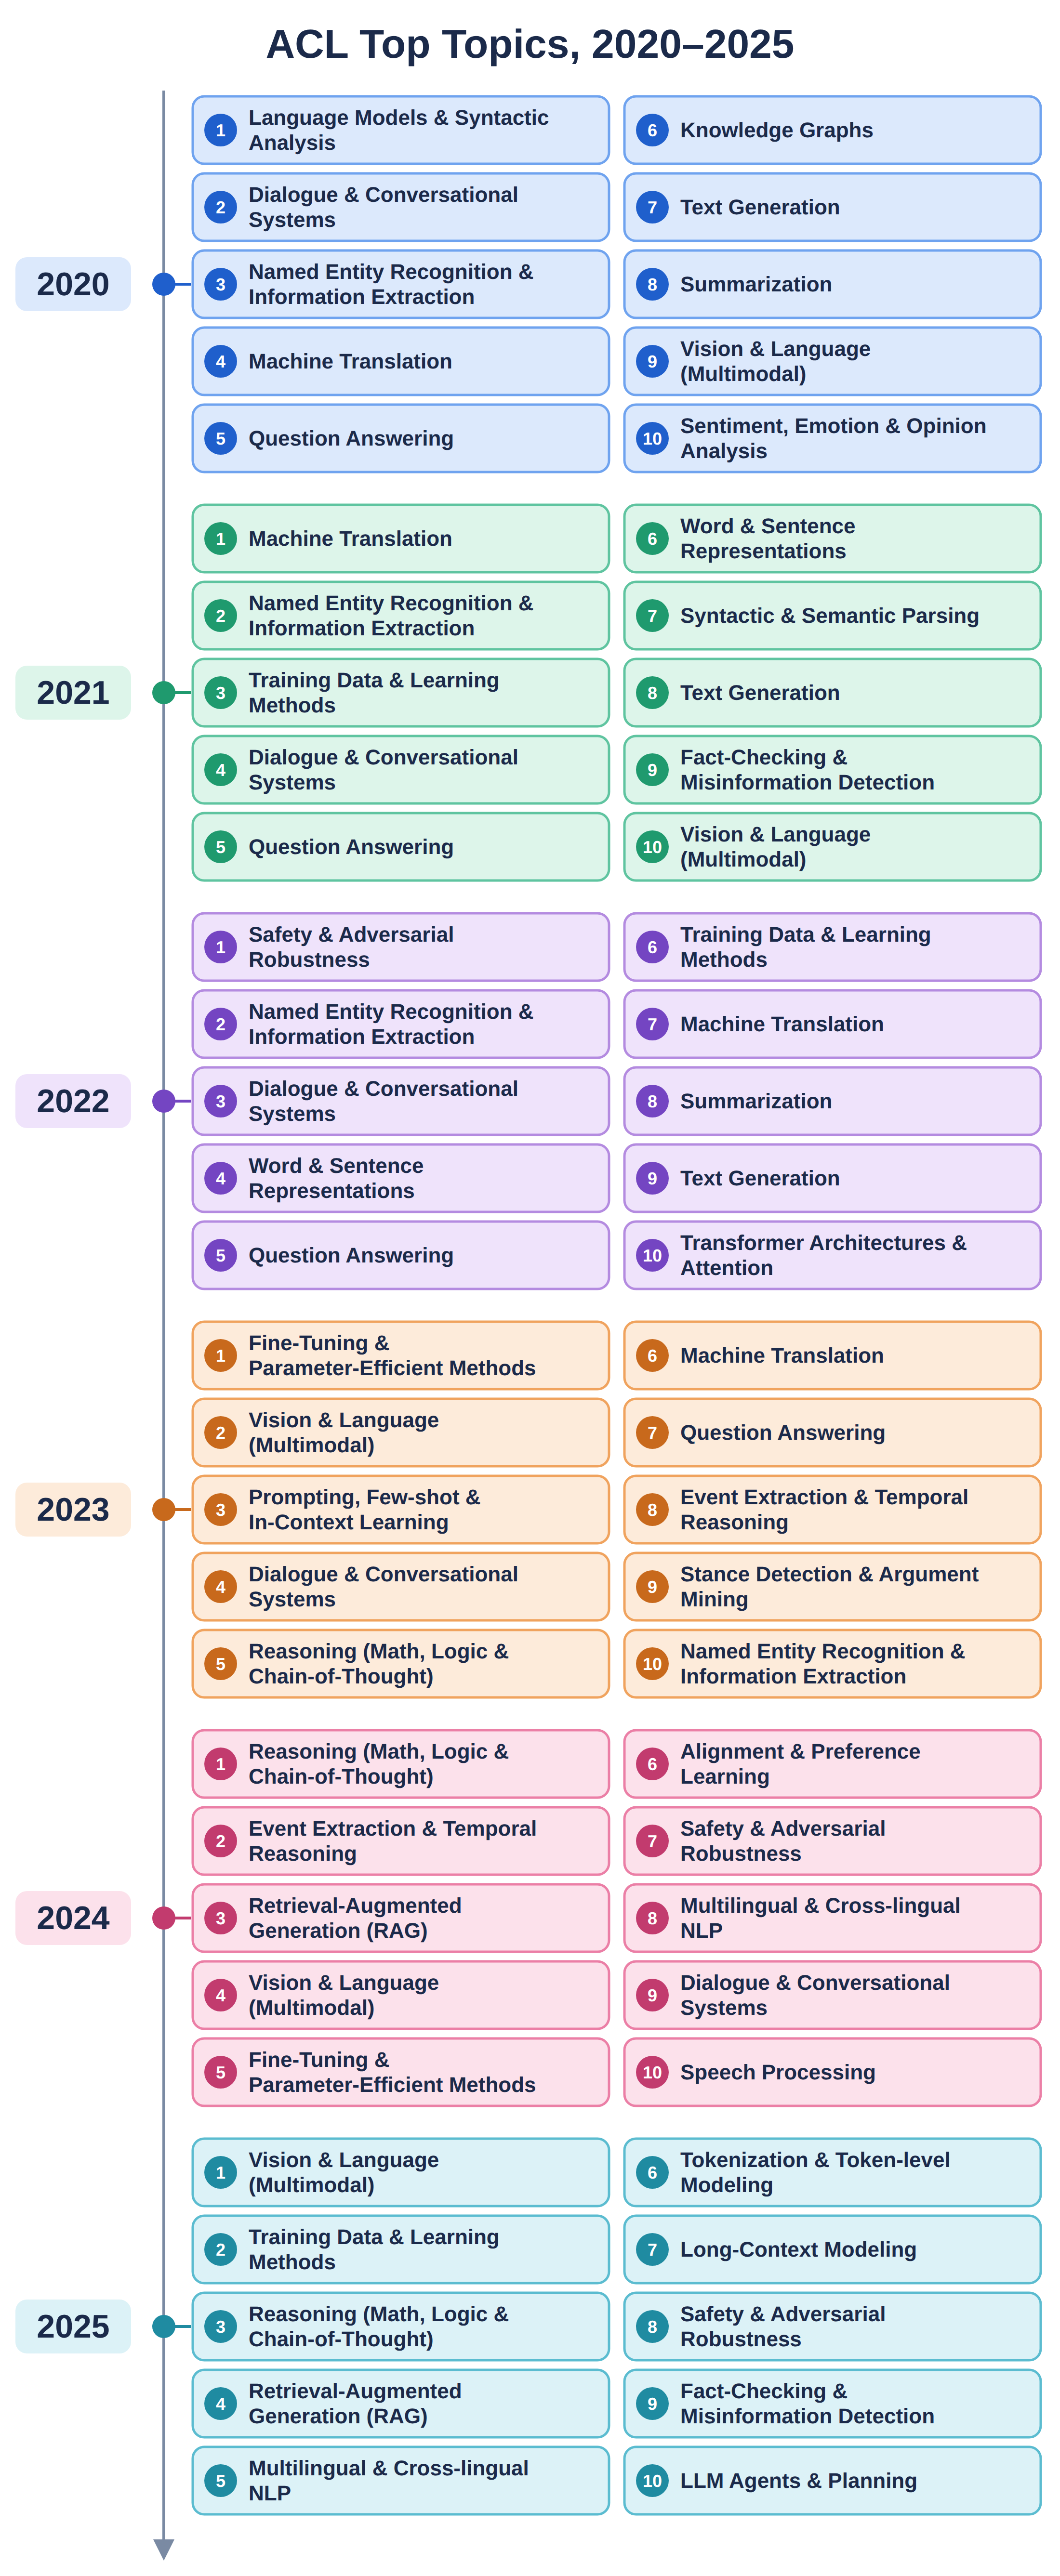 ACL Top Topics, 2020–2025
2020
1
Language Models & Syntactic
Analysis
2
Dialogue & Conversational
Systems
3
Named Entity Recognition &
Information Extraction
4
Machine Translation
5
Question Answering
6
Knowledge Graphs
7
Text Generation
8
Summarization
9
Vision & Language
(Multimodal)
10
Sentiment, Emotion & Opinion
Analysis
2021
1
Machine Translation
2
Named Entity Recognition &
Information Extraction
3
Training Data & Learning
Methods
4
Dialogue & Conversational
Systems
5
Question Answering
6
Word & Sentence
Representations
7
Syntactic & Semantic Parsing
8
Text Generation
9
Fact-Checking &
Misinformation Detection
10
Vision & Language
(Multimodal)
2022
1
Safety & Adversarial
Robustness
2
Named Entity Recognition &
Information Extraction
3
Dialogue & Conversational
Systems
4
Word & Sentence
Representations
5
Question Answering
6
Training Data & Learning
Methods
7
Machine Translation
8
Summarization
9
Text Generation
10
Transformer Architectures &
Attention
2023
1
Fine-Tuning &
Parameter-Efficient Methods
2
Vision & Language
(Multimodal)
3
Prompting, Few-shot &
In-Context Learning
4
Dialogue & Conversational
Systems
5
Reasoning (Math, Logic &
Chain-of-Thought)
6
Machine Translation
7
Question Answering
8
Event Extraction & Temporal
Reasoning
9
Stance Detection & Argument
Mining
10
Named Entity Recognition &
Information Extraction
2024
1
Reasoning (Math, Logic &
Chain-of-Thought)
2
Event Extraction & Temporal
Reasoning
3
Retrieval-Augmented
Generation (RAG)
4
Vision & Language
(Multimodal)
5
Fine-Tuning &
Parameter-Efficient Methods
6
Alignment & Preference
Learning
7
Safety & Adversarial
Robustness
8
Multilingual & Cross-lingual
NLP
9
Dialogue & Conversational
Systems
10
Speech Processing
2025
1
Vision & Language
(Multimodal)
2
Training Data & Learning
Methods
3
Reasoning (Math, Logic &
Chain-of-Thought)
4
Retrieval-Augmented
Generation (RAG)
5
Multilingual & Cross-lingual
NLP
6
Tokenization & Token-level
Modeling
7
Long-Context Modeling
8
Safety & Adversarial
Robustness
9
Fact-Checking &
Misinformation Detection
10
LLM Agents & Planning